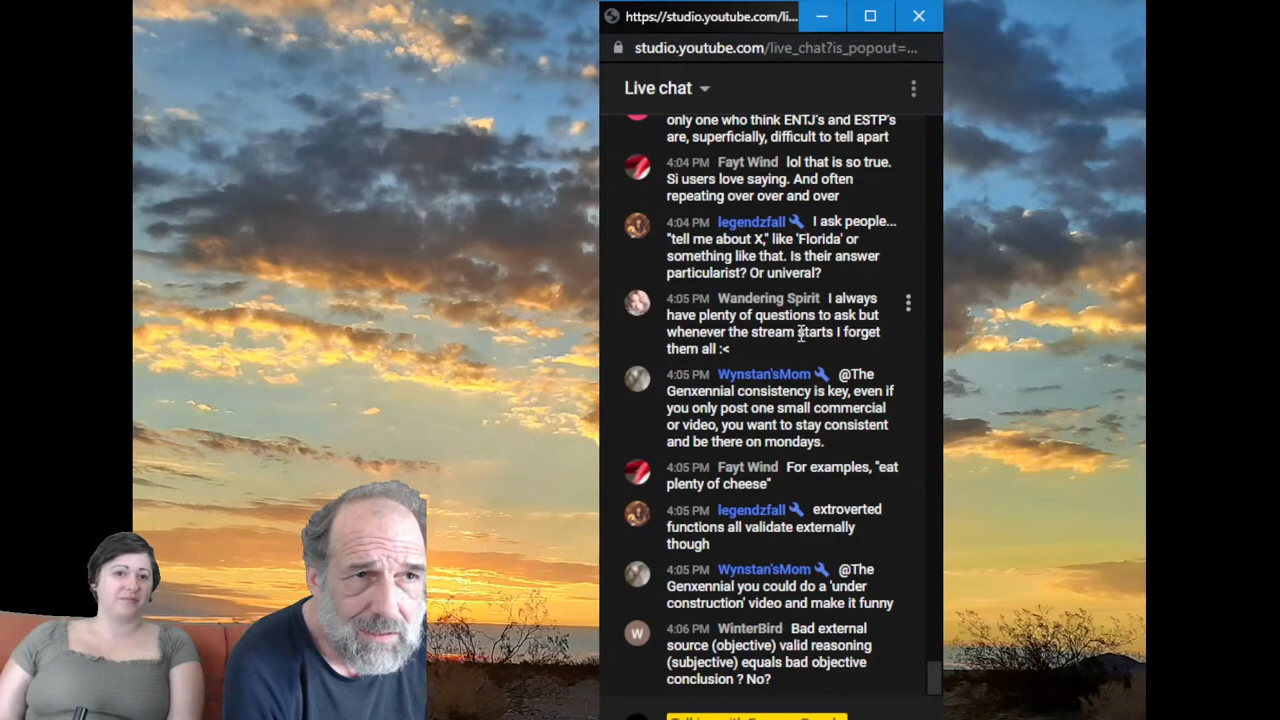 https://studio.youtube.com/li...
studio.youtube.com/live_chat?is_popout=...
Live chat
only one who think ENTJ's and ESTP's
are, superficially, difficult to tell apart
4:04 PM Fayt Wind lol that is so true.
Si users love saying. And often
repeating over over and over
4:04 PM legendzfall I ask people...
"tell me about X," like 'Florida' or
something like that. Is their answer
particularist? Or univeral?
4:05 PM Wandering Spirit I always
have plenty of questions to ask but
whenever the stream starts I forget
them all :<
4:05 PM Wynstan'sMom @The
Genxennial consistency is key, even if
you only post one small commercial
or video, you want to stay consistent
and be there on mondays.
4:05 PM Fayt Wind For examples, "eat
plenty of cheese"
4:05 PM legendzfall extroverted
functions all validate externally
though
4:05 PM Wynstan'sMom @The
Genxennial you could do a 'under
construction' video and make it funny
W
4:06 PM WinterBird Bad external
source (objective) valid reasoning
(subjective) equals bad objective
conclusion ? No?